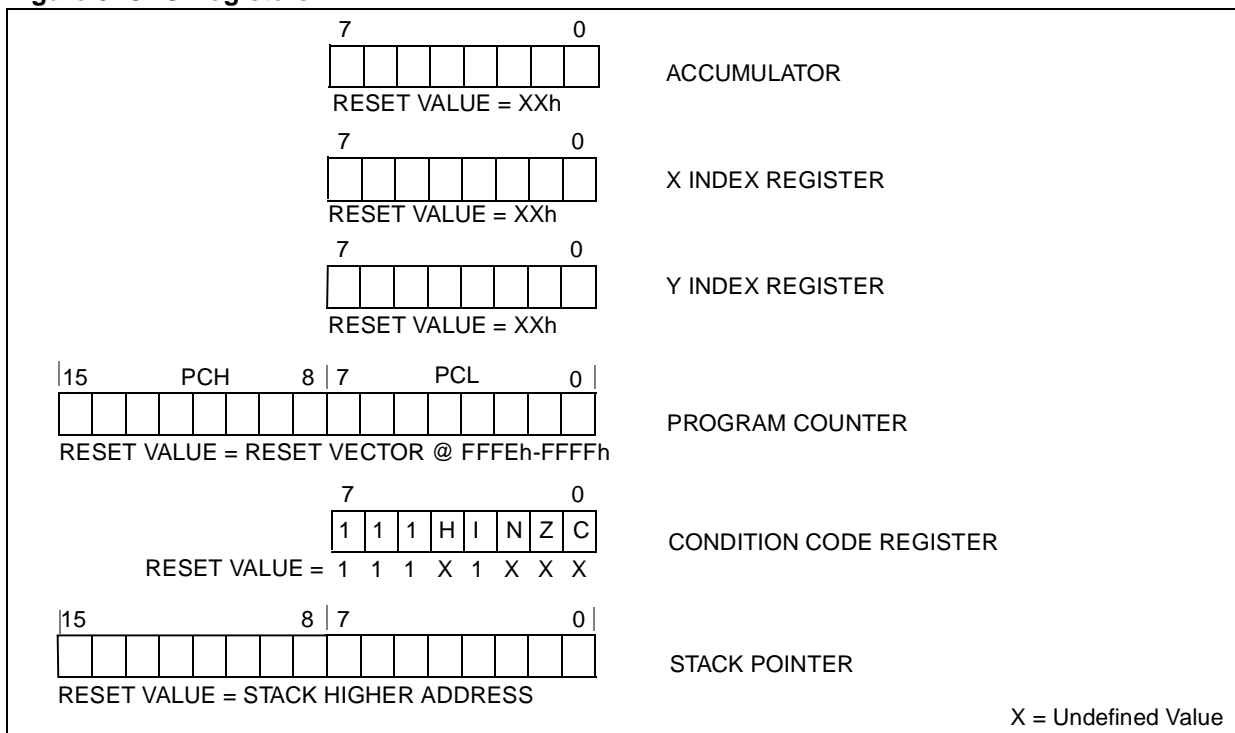 7 0
ACCUMULATOR
RESET VALUE = XXh
7 0
X INDEX REGISTER
RESET VALUE = XXh
7 0
Y INDEX REGISTER
RESET VALUE = XXh
15 PCH 8 7 PCL 0
PROGRAM COUNTER
RESET VALUE = RESET VECTOR @ FFFEh-FFFFh
7 0
1 1 1 H I N Z C
CONDITION CODE REGISTER
RESET VALUE = 1 1 1 X 1 X X X
15 8 7 0
STACK POINTER
RESET VALUE = STACK HIGHER ADDRESS
X = Undefined Value